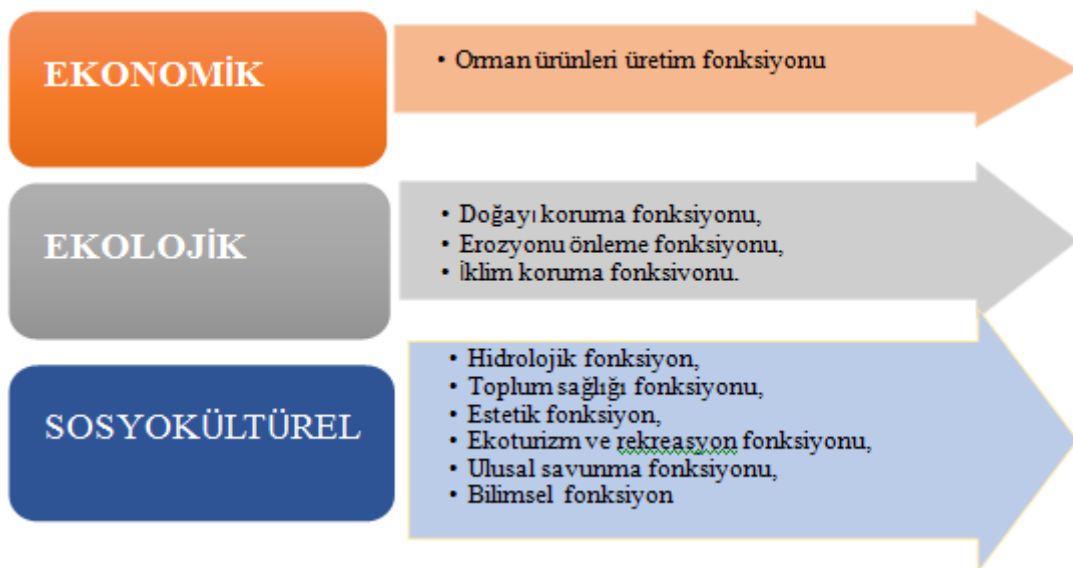 EKONOMİK
• Orman ürünleri üretim fonksiyonu
EKOLOJİK
• Doğayı koruma fonksiyonu,
• Erozyonu önleme fonksiyonu,
• İklim koruma fonksivonu.
SOSYOKÜLTÜREL
• Hidrolojik fonksiyon,
• Toplum sağlığı fonksiyonu,
• Estetik fonksiyon,
• Ekoturizm ve rekreasyon fonksiyonu,
• Ulusal savunma fonksiyonu,
• Bilimsel fonksiyon